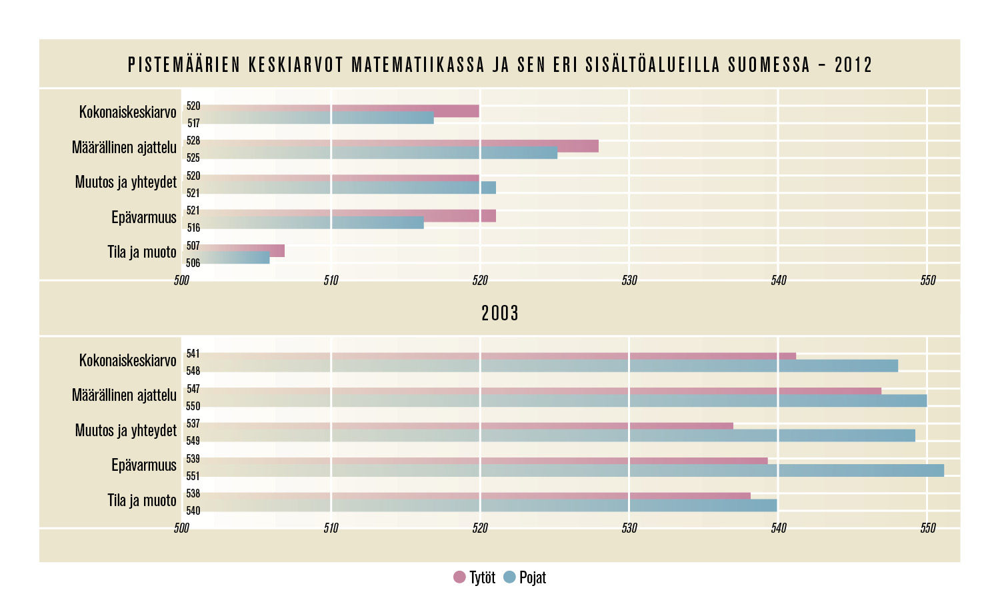 PISTEMÄÄRIEN KESKIARVOT MATEMATIIKASSA JA SEN ERI SISÄLTÖALUEILLA SUOMESSA – 2012
Kokonaiskeskiarvo
520
517
Määrällinen ajattelu
528
525
Muutos ja yhteydet
520
521
Epävarmuus
521
516
Tila ja muoto
507
506
500 510 520 530 540 550
2003
Kokonaiskeskiarvo
541
548
Määrällinen ajattelu
547
550
Muutos ja yhteydet
537
549
Epävarmuus
539
551
Tila ja muoto
538
540
500 510 520 530 540 550
Tytöt Pojat